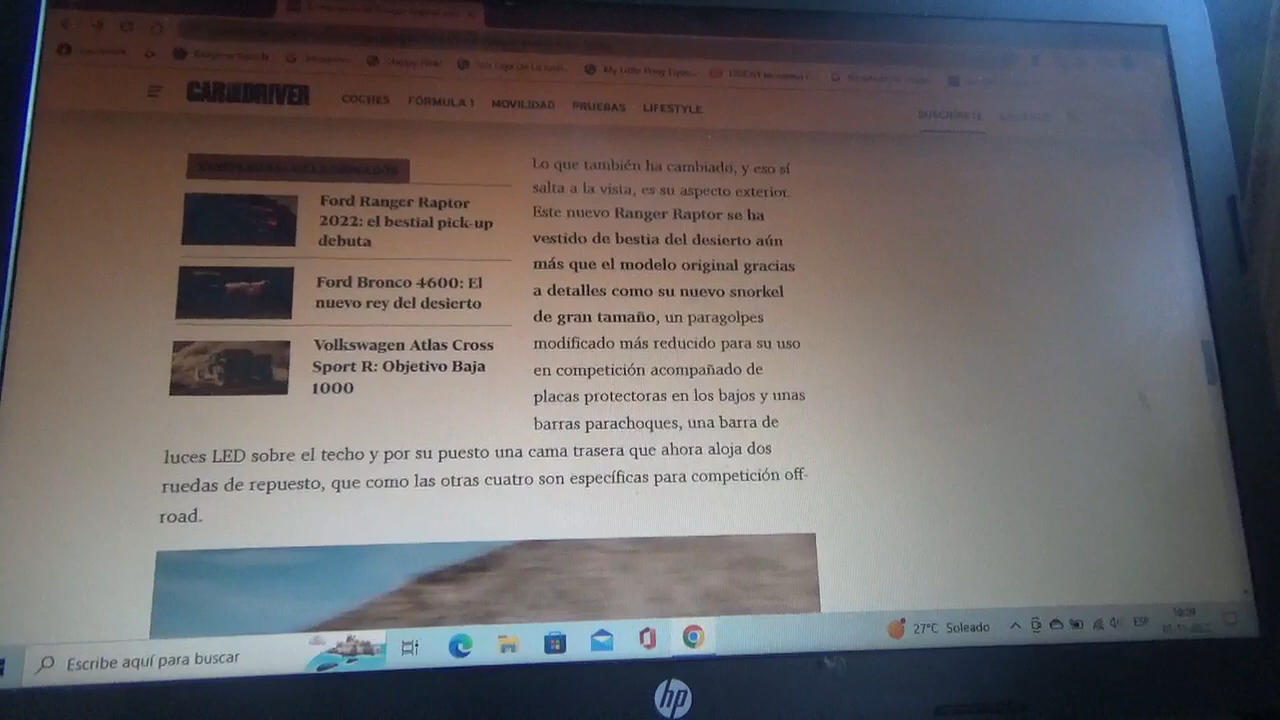 CAR AND DRIVER
COCHES FÓRMULA 1 MOVILIDAD PRUEBAS LIFESTYLE
SUSCRÍBETE
Ford Ranger Raptor
2022: el bestial pick-up
debuta
Ford Bronco 4600: El
nuevo rey del desierto
Volkswagen Atlas Cross
Sport R: Objetivo Baja
1000
Lo que también ha cambiado, y eso sí
salta a la vista, es su aspecto exterior.
Este nuevo Ranger Raptor se ha
vestido de bestia del desierto aún
más que el modelo original gracias
a detalles como su nuevo snorkel
de gran tamaño, un paragolpes
modificado más reducido para su uso
en competición acompañado de
placas protectoras en los bajos y unas
barras parachoques, una barra de
luces LED sobre el techo y por su puesto una cama trasera que ahora aloja dos
ruedas de repuesto, que como las otras cuatro son específicas para competición off-
road.
Escribe aquí para buscar
27°C Soleado
ESP
hp